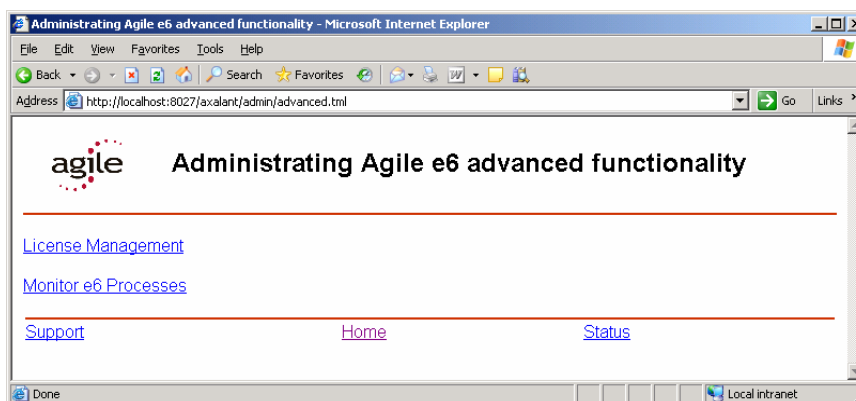 Administrating Agile e6 advanced functionality - Microsoft Internet Explorer
File Edit View Favorites Tools Help
Back Search Favorites
Address http://localhost:8027/axalant/admin/advanced.tml Go Links »
agile Administrating Agile e6 advanced functionality
License Management
Monitor e6 Processes
Support Home Status
Done Local intranet